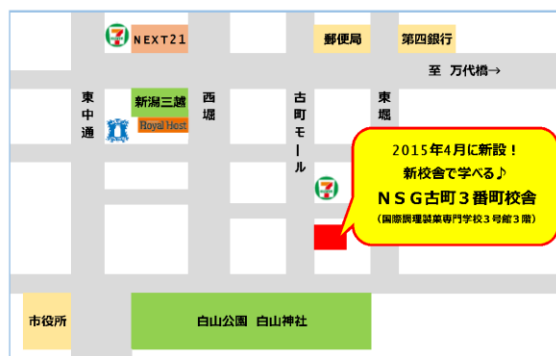 NEXT21
郵便局
第四銀行
至 万代橋→
東中通
新潟三越
Royal Host
西堀
古町モール
東堀
2015年4月に新設！
新校舎で学べる♪
NSG古町３番町校舎
（国際調理製菓専門学校３号館３階）
市役所
白山公園 白山神社